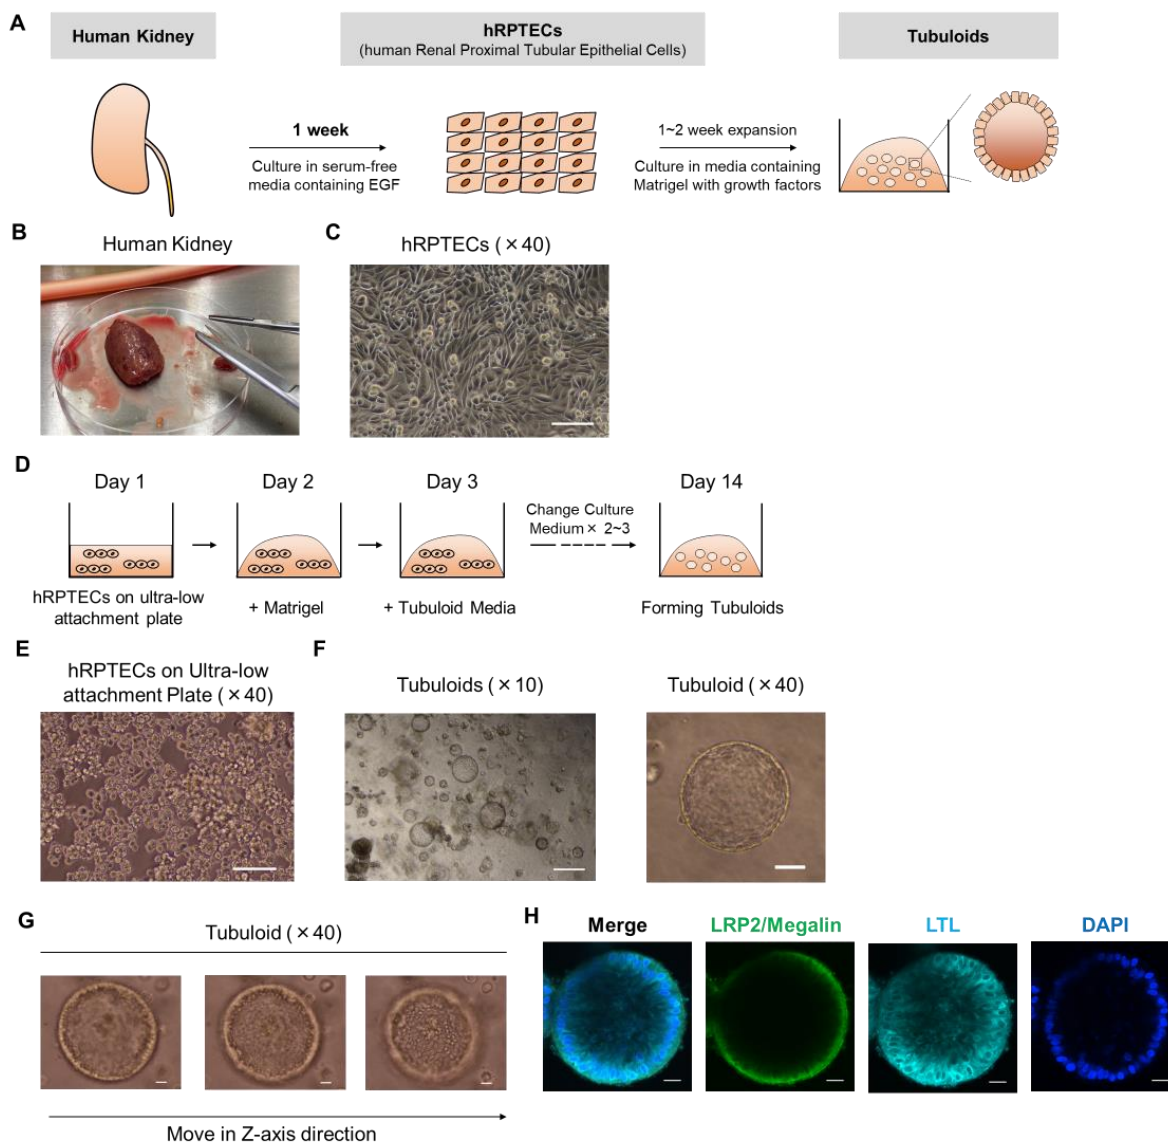 A
Human Kidney
hRPTECs
(human Renal Proximal Tubular Epithelial Cells)
Tubuloids
1 week
Culture in serum-free
media containing EGF
1~2 week expansion
Culture in media containing
Matrigel with growth factors
B
Human Kidney
C
hRPTECs (×40)
D
Day 1
Day 2
Day 3
Day 14
Change Culture
Medium× 2~3
hRPTECs on ultra-low
attachment plate
+ Matrigel
+ Tubuloid Media
Forming Tubuloids
E
hRPTECs on Ultra-low
attachment Plate (×40)
F
Tubuloids (×10)
Tubuloid (×40)
G
Tubuloid (×40)
Move in Z-axis direction
H
Merge
LRP2/Megalin
LTL
DAPI